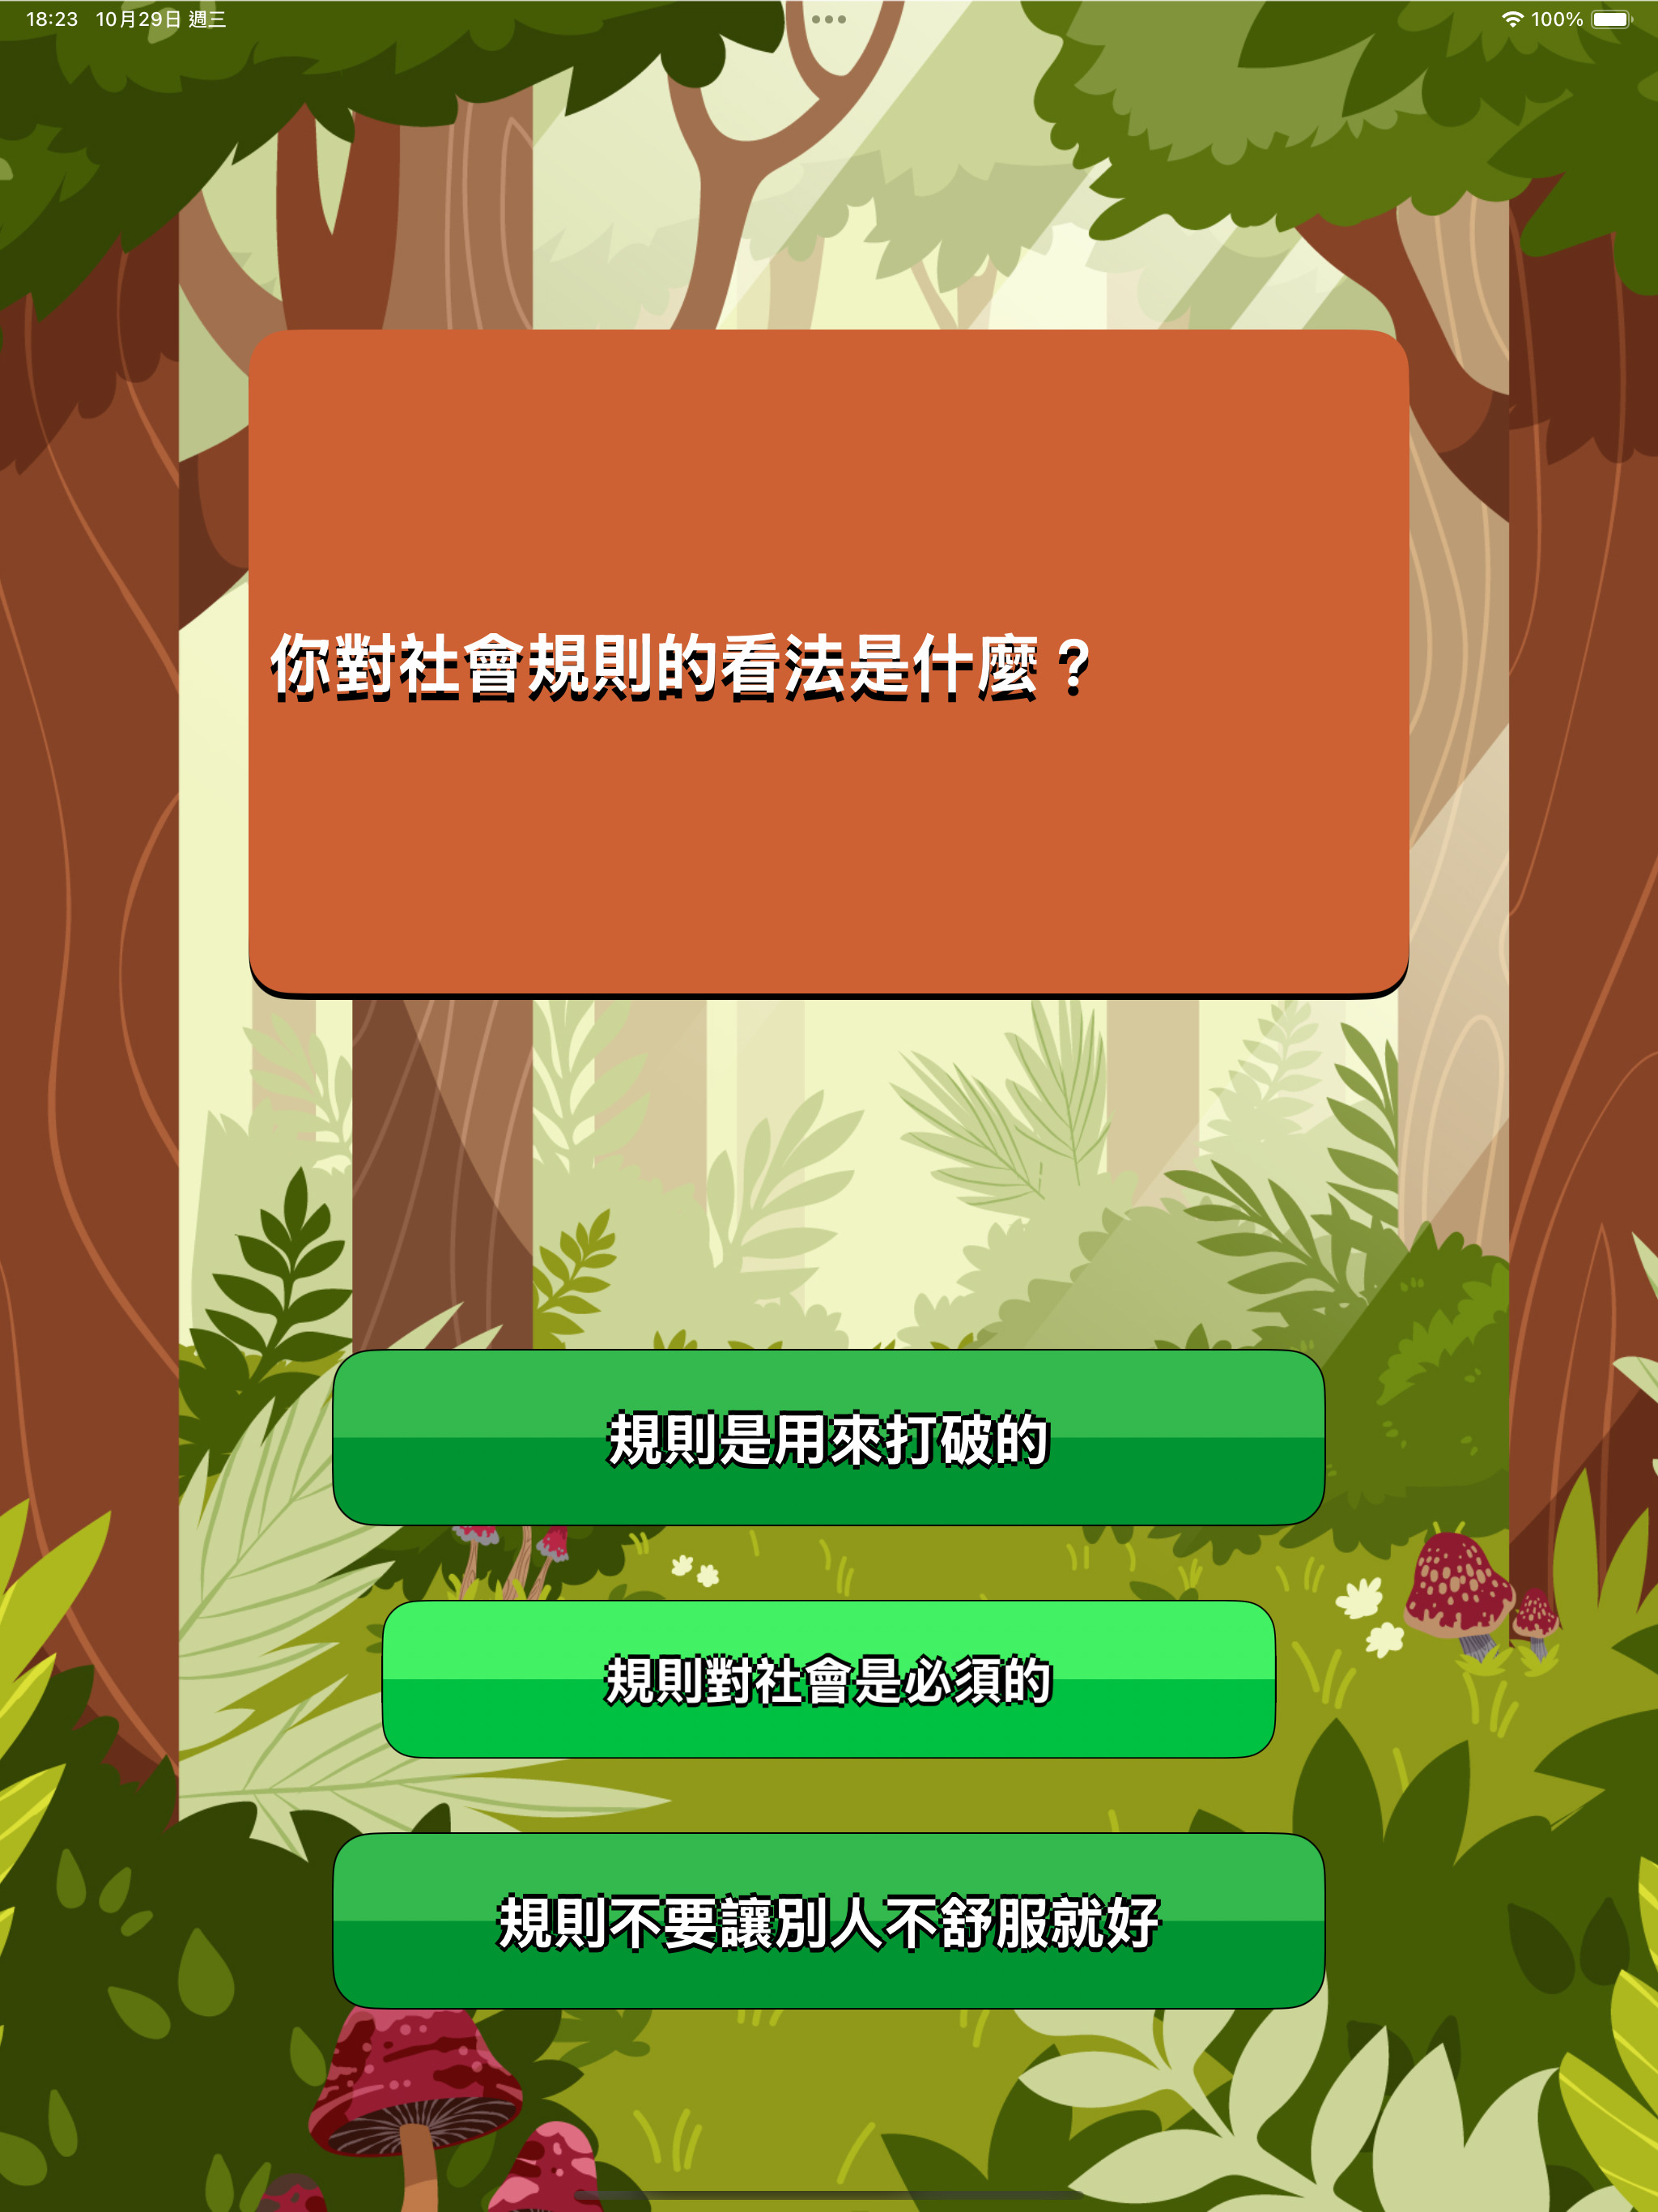 18:23 10月29日 週三
100%
你對社會規則的看法是什麼？
規則是用來打破的
規則對社會是必須的
規則不要讓別人不舒服就好